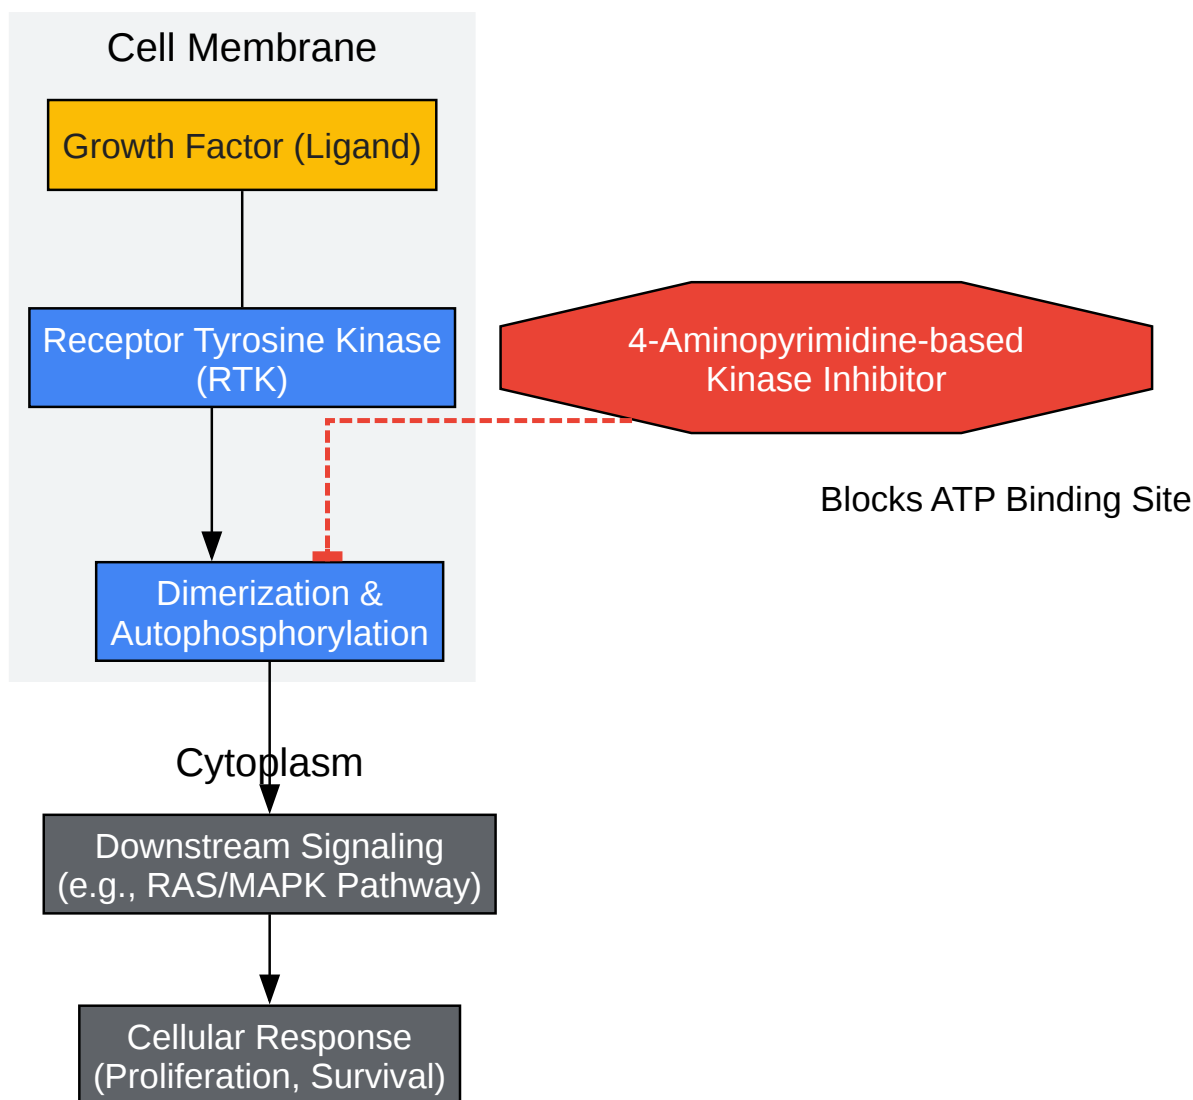 Cell Membrane
Growth Factor (Ligand)
Receptor Tyrosine Kinase
(RTK)
4-Aminopyrimidine-based
Kinase Inhibitor
Blocks ATP Binding Site
Dimerization &
Autophosphorylation
Cytoplasm
Downstream Signaling
(e.g., RAS/MAPK Pathway)
Cellular Response
(Proliferation, Survival)